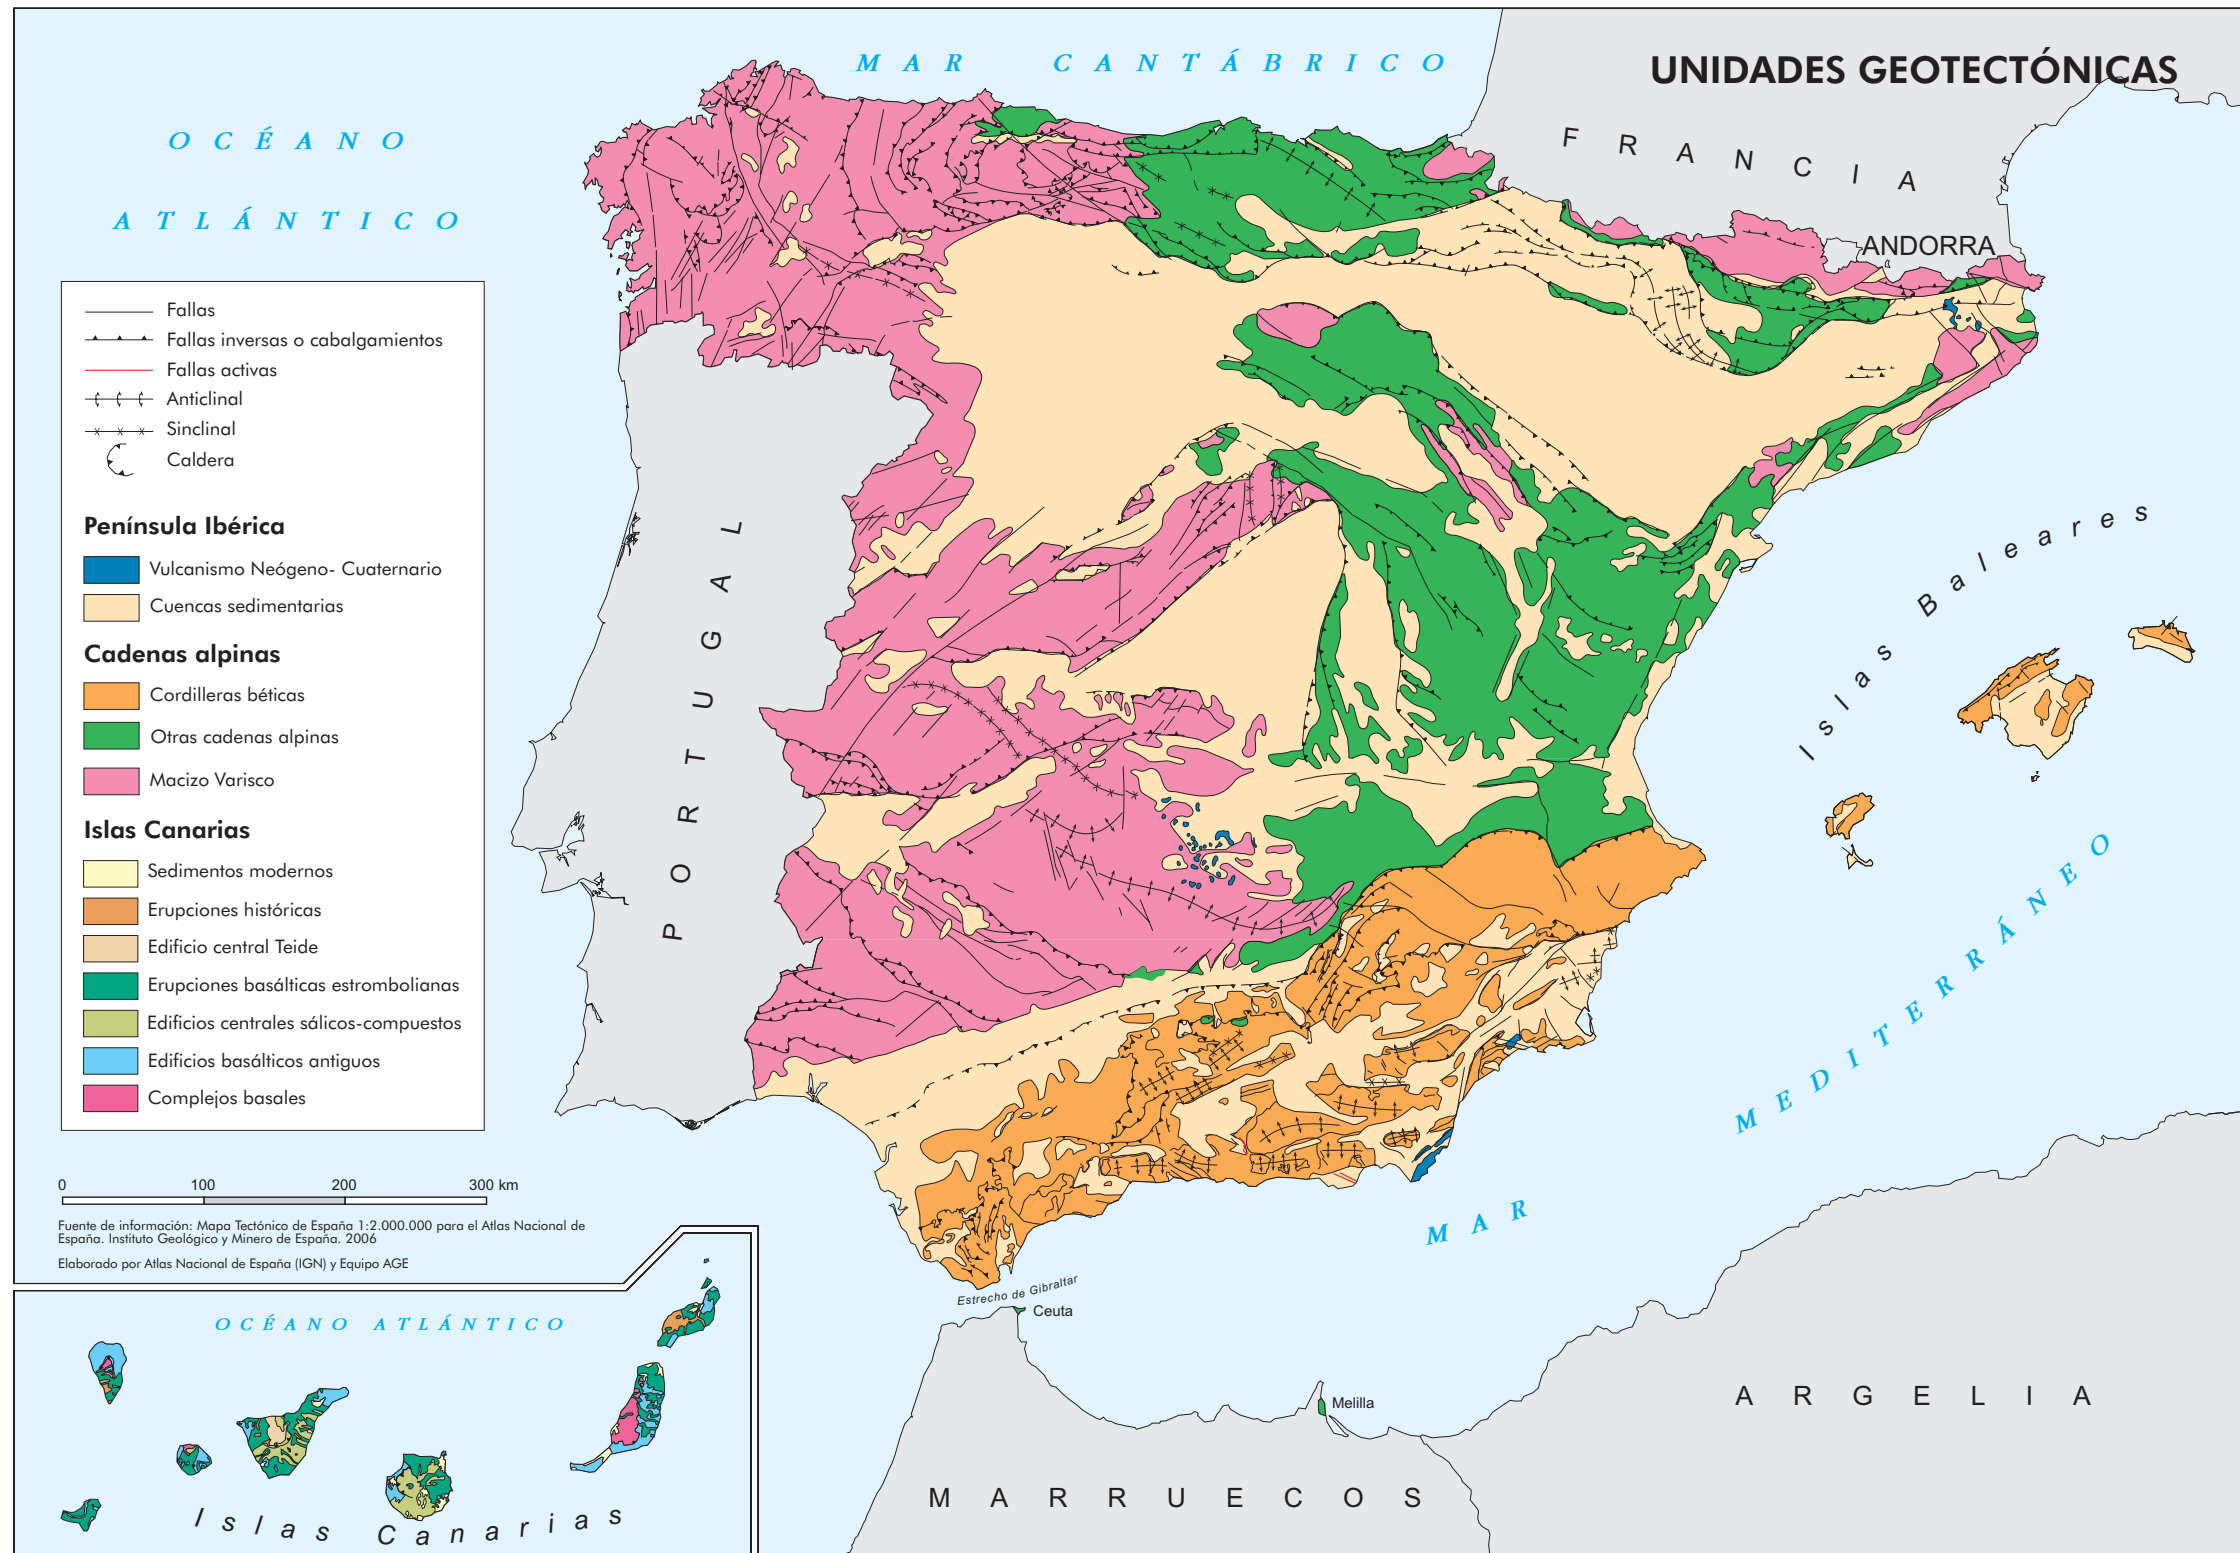 UNIDADES GEOTECTÓNICAS
MAR CANTÁBRICO
OCÉANO
ATLÁNTICO
FRANCIA
ANDORRA
PORTUGAL
Islas Baleares
MAR MEDITERRÁNEO
Fallas
Fallas inversas o cabalgamientos
Fallas activas
Anticlinal
Sinclinal
Caldera
Península Ibérica
Vulcanismo Neógeno- Cuaternario
Cuencas sedimentarias
Cadenas alpinas
Cordilleras béticas
Otras cadenas alpinas
Macizo Varisco
Islas Canarias
Sedimentos modernos
Erupciones históricas
Edificio central Teide
Erupciones basálticas estrombolianas
Edificios centrales sálicos-compuestos
Edificios basálticos antiguos
Complejos basales
0 100 200 300 km
Fuente de información: Mapa Tectónico de España 1:2.000.000 para el Atlas Nacional de
España. Instituto Geológico y Minero de España. 2006
Elaborado por Atlas Nacional de España (IGN) y Equipo AGE
Estrecho de Gibraltar
Ceuta
Melilla
MARRUECOS
ARGELIA
OCÉANO ATLÁNTICO
Islas Canarias